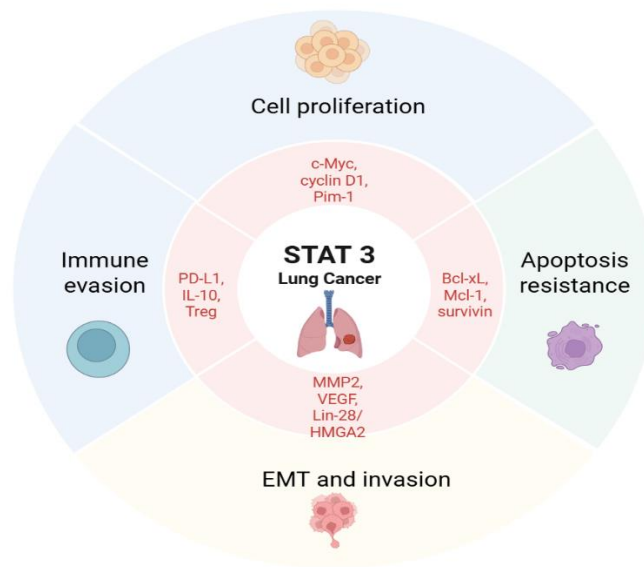 Cell proliferation
c-Myc,
cyclin D1,
Pim-1
STAT 3
Lung Cancer
Immune
evasion
PD-L1,
IL-10,
Treg
Bcl-xL,
Mcl-1,
survivin
Apoptosis
resistance
MMP2,
VEGF,
Lin-28/
HMGA2
EMT and invasion